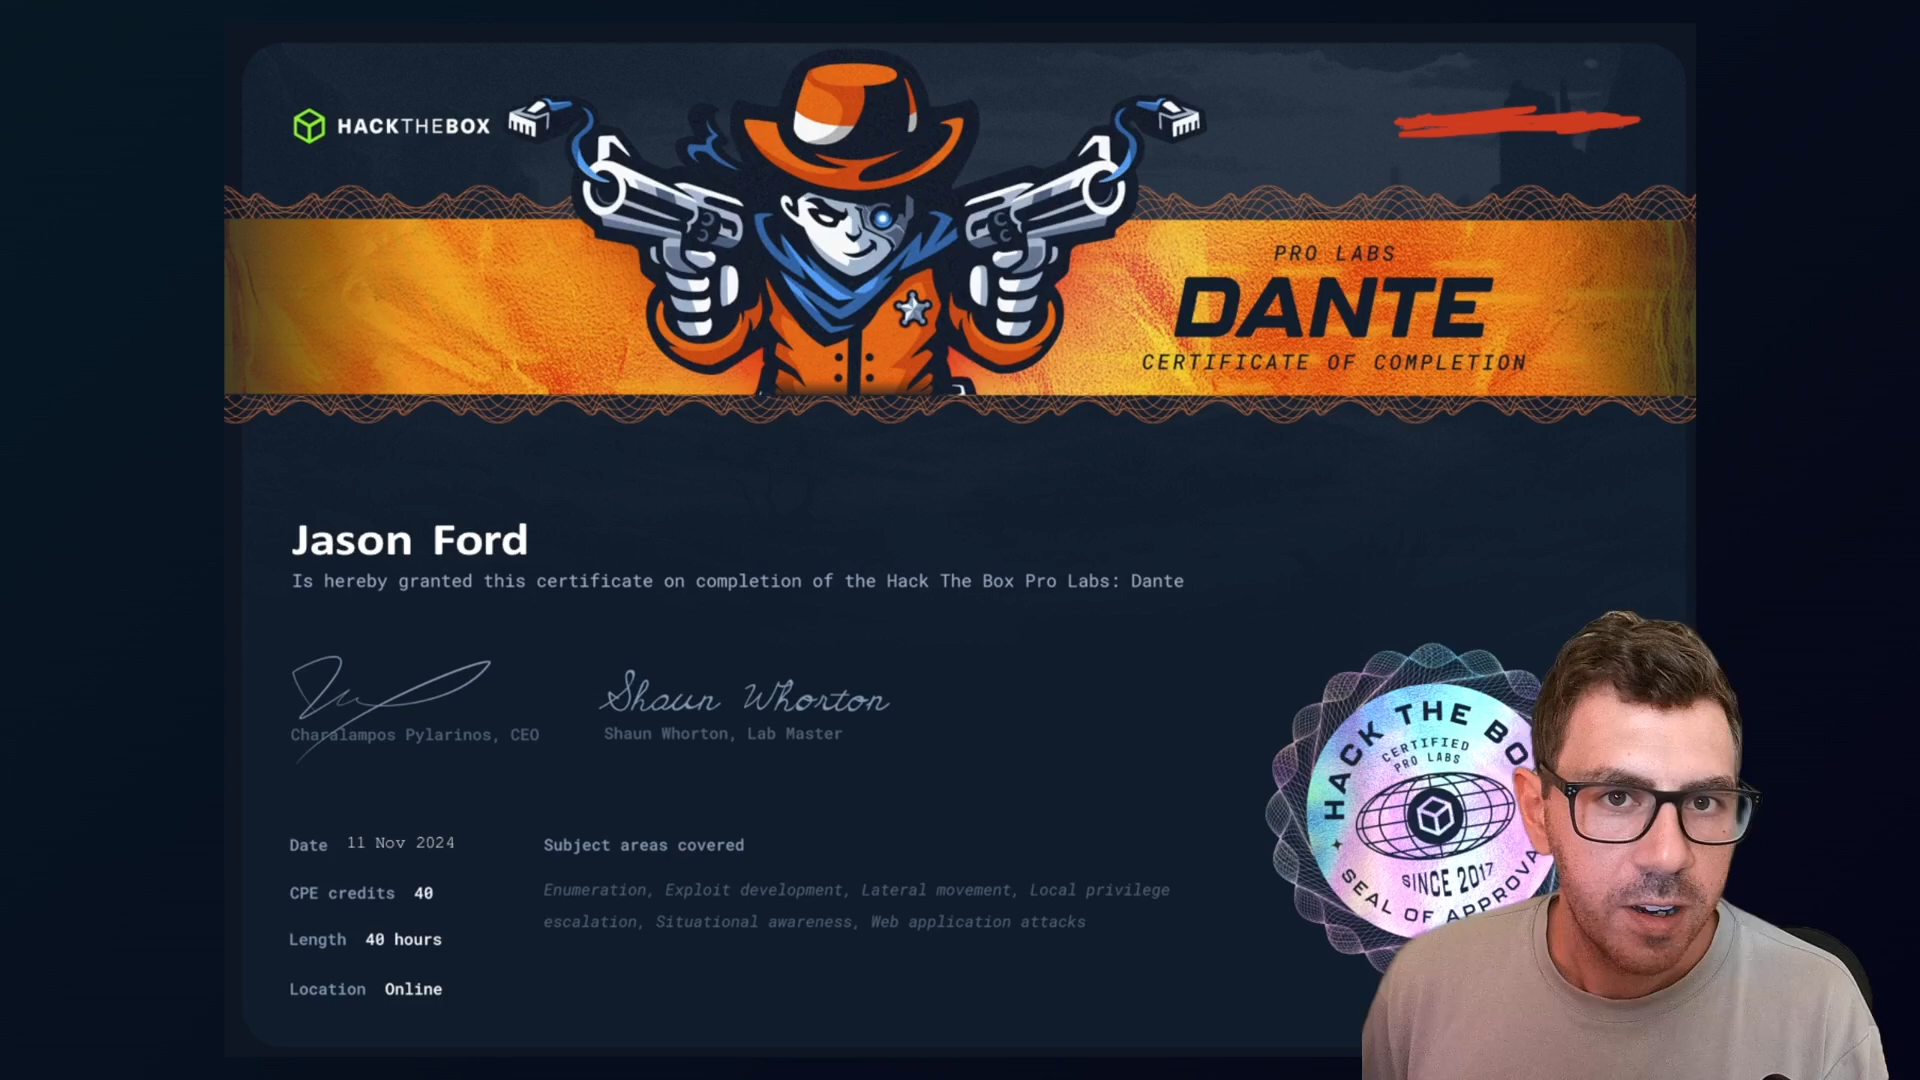 HACKTHEBOX
PRO LABS
DANTE
CERTIFICATE OF COMPLETION
Jason Ford
Is hereby granted this certificate on completion of the Hack The Box Pro Labs: Dante
Shaun Whorton
Charalampos Pylarinos, CEO
Shaun Whorton, Lab Master
HACK THE BO
CERTIFIED
PRO LABS
SINCE 2017
SEAL OF APPROVA
Date 11 Nov 2024
Subject areas covered
CPE credits 40
Enumeration, Exploit development, Lateral movement, Local privilege
escalation, Situational awareness, Web application attacks
Length 40 hours
Location Online